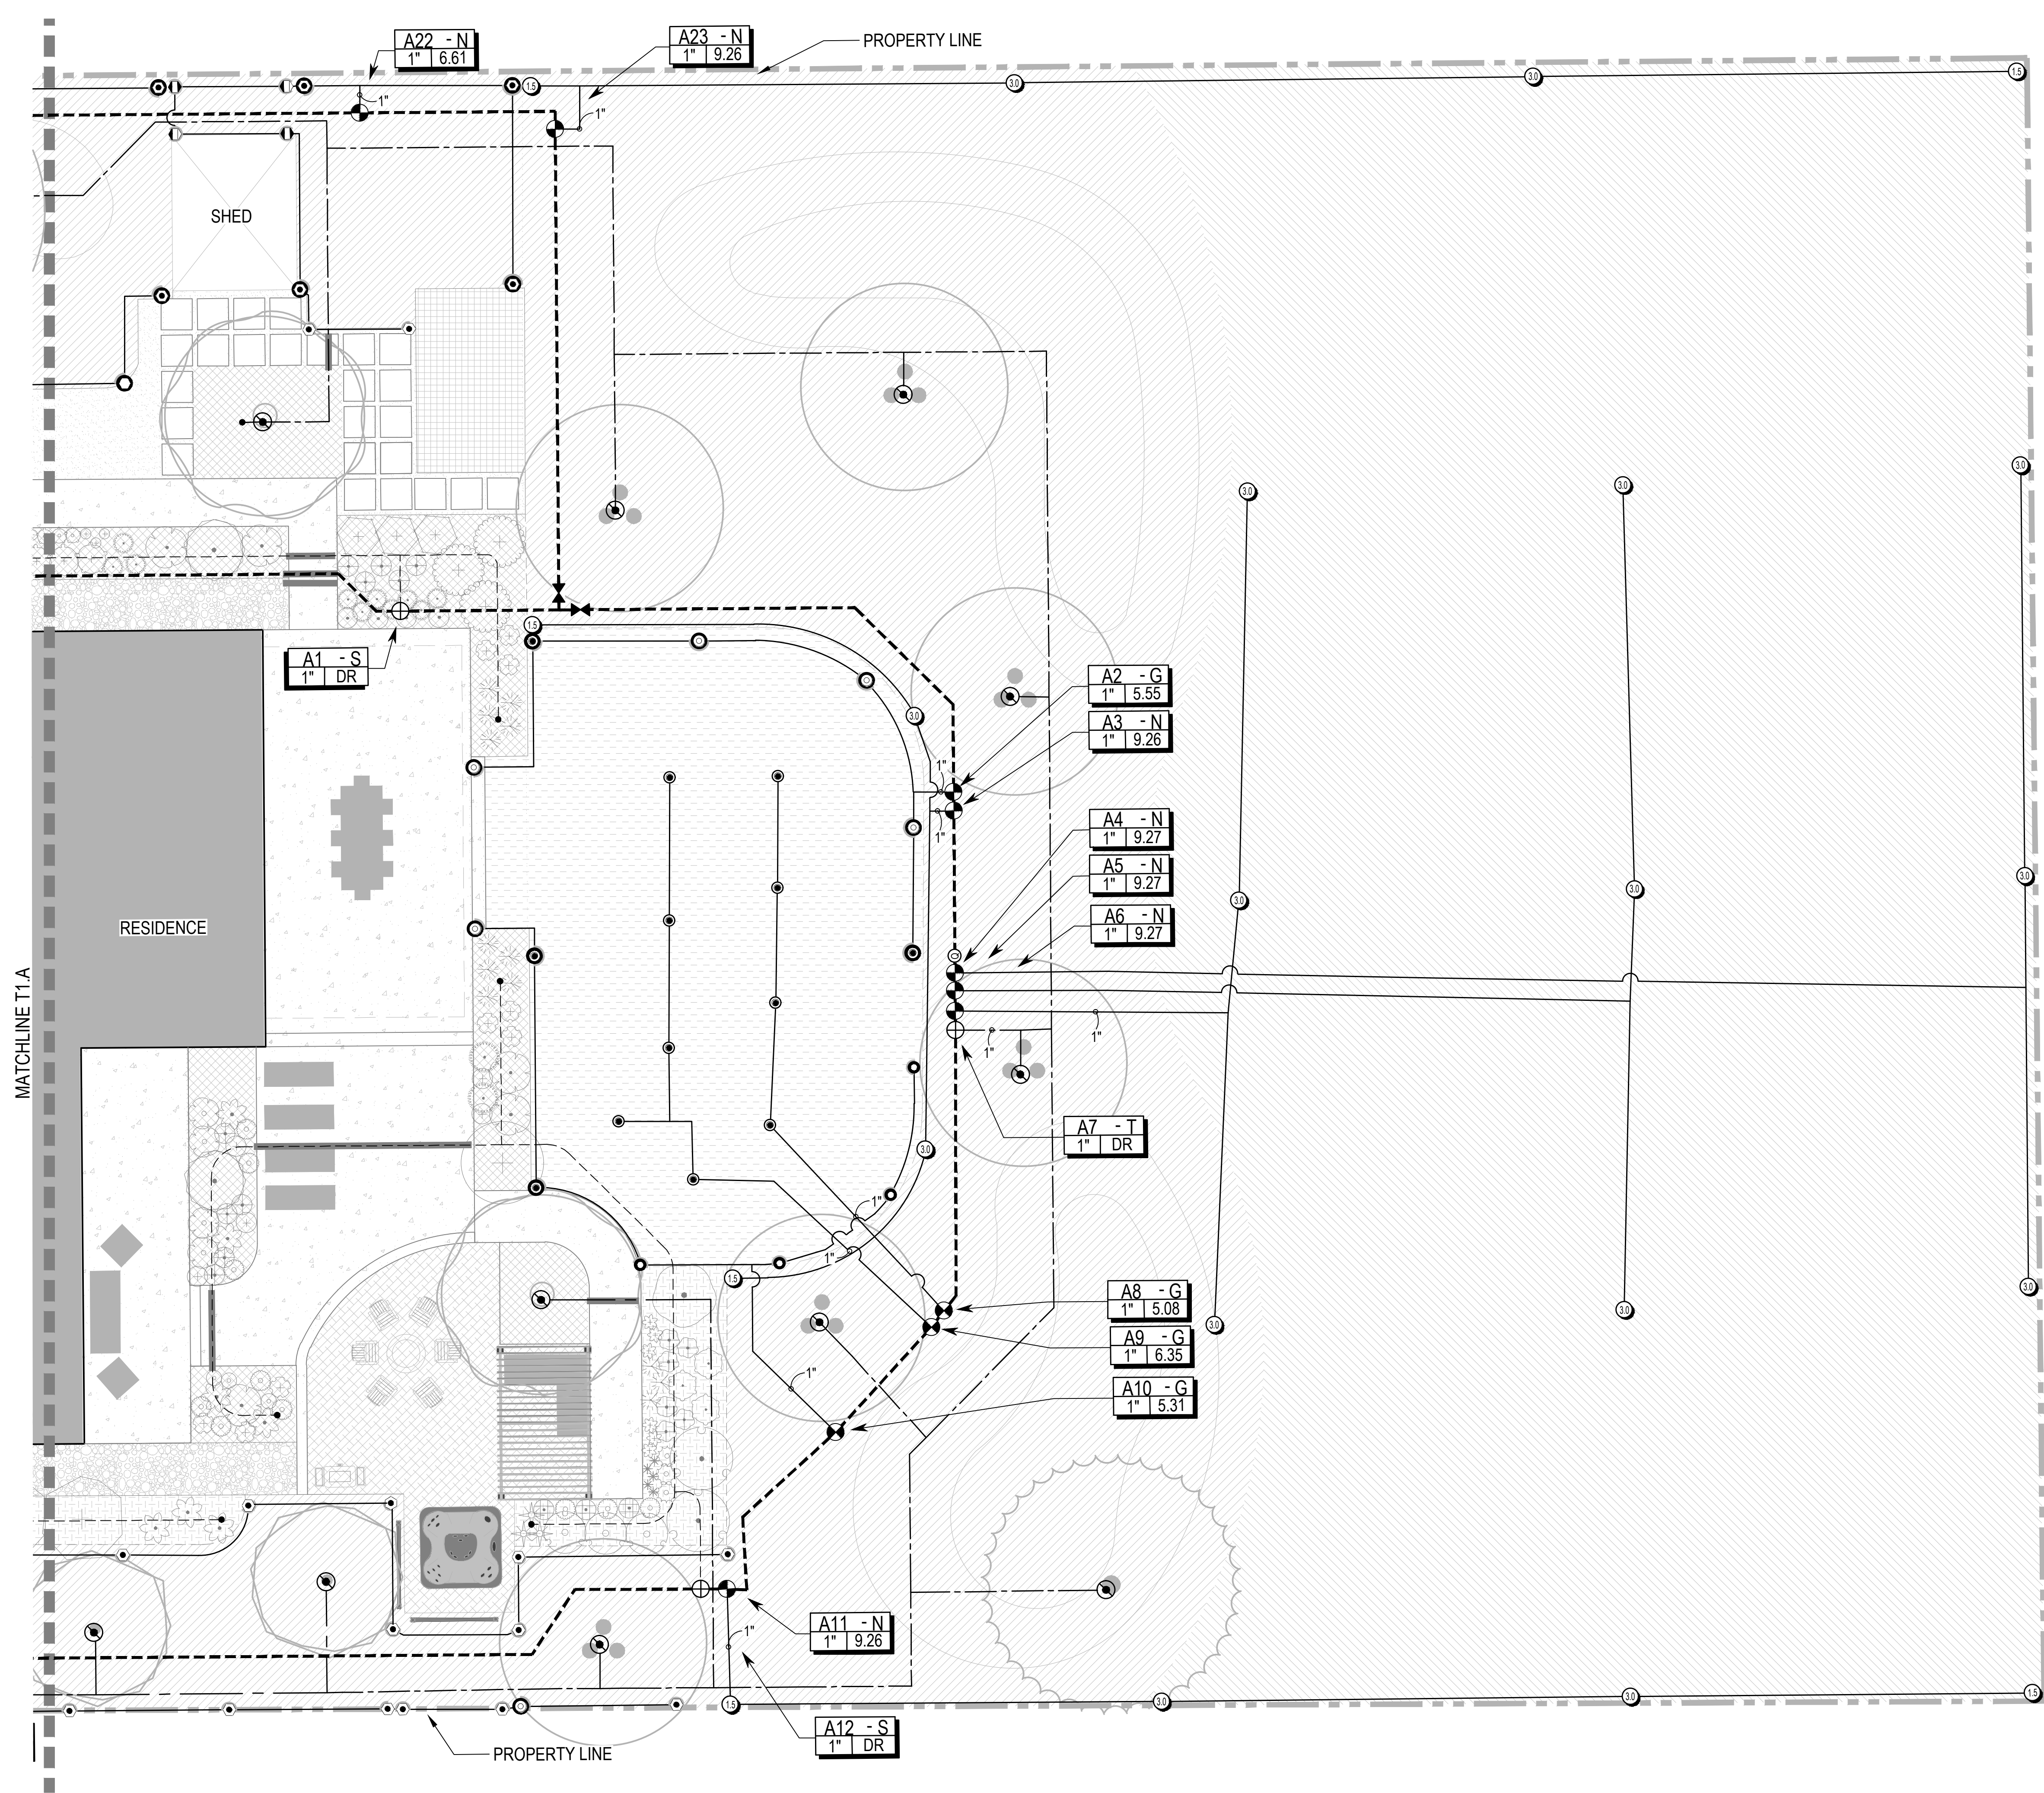 A22 - N
1" 6.61
A23 - N
1" 9.26
PROPERTY LINE
1.5
3.0
3.0
1.5
1"
1"
SHED
3.0
3.0
3.0
1.5
A1 - S
1" DR
A2 - G
1" 5.55
3.0
A3 - N
1" 9.26
1"
1"
A4 - N
1" 9.27
A5 - N
1" 9.27
3.0
3.0
3.0
A6 - N
1" 9.27
RESIDENCE
Q
MATCHLINE T1.A
1"
1"
A7 - T
1" DR
3.0
1"
1"
1.5
A8 - G
1" 5.08
3.0
3.0
3.0
A9 - G
1" 6.35
1"
A10 - G
1" 5.31
A11 - N
1" 9.26
1"
1.5
3.0
3.0
1.5
A12 - S
1" DR
PROPERTY LINE